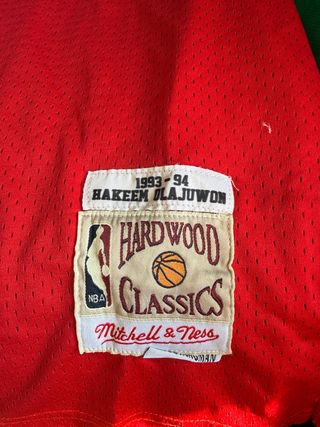 1993-94
HAKEEM OLAJUWON
HARDWOOD
NBA
CLASSICS
Mitchell & Ness